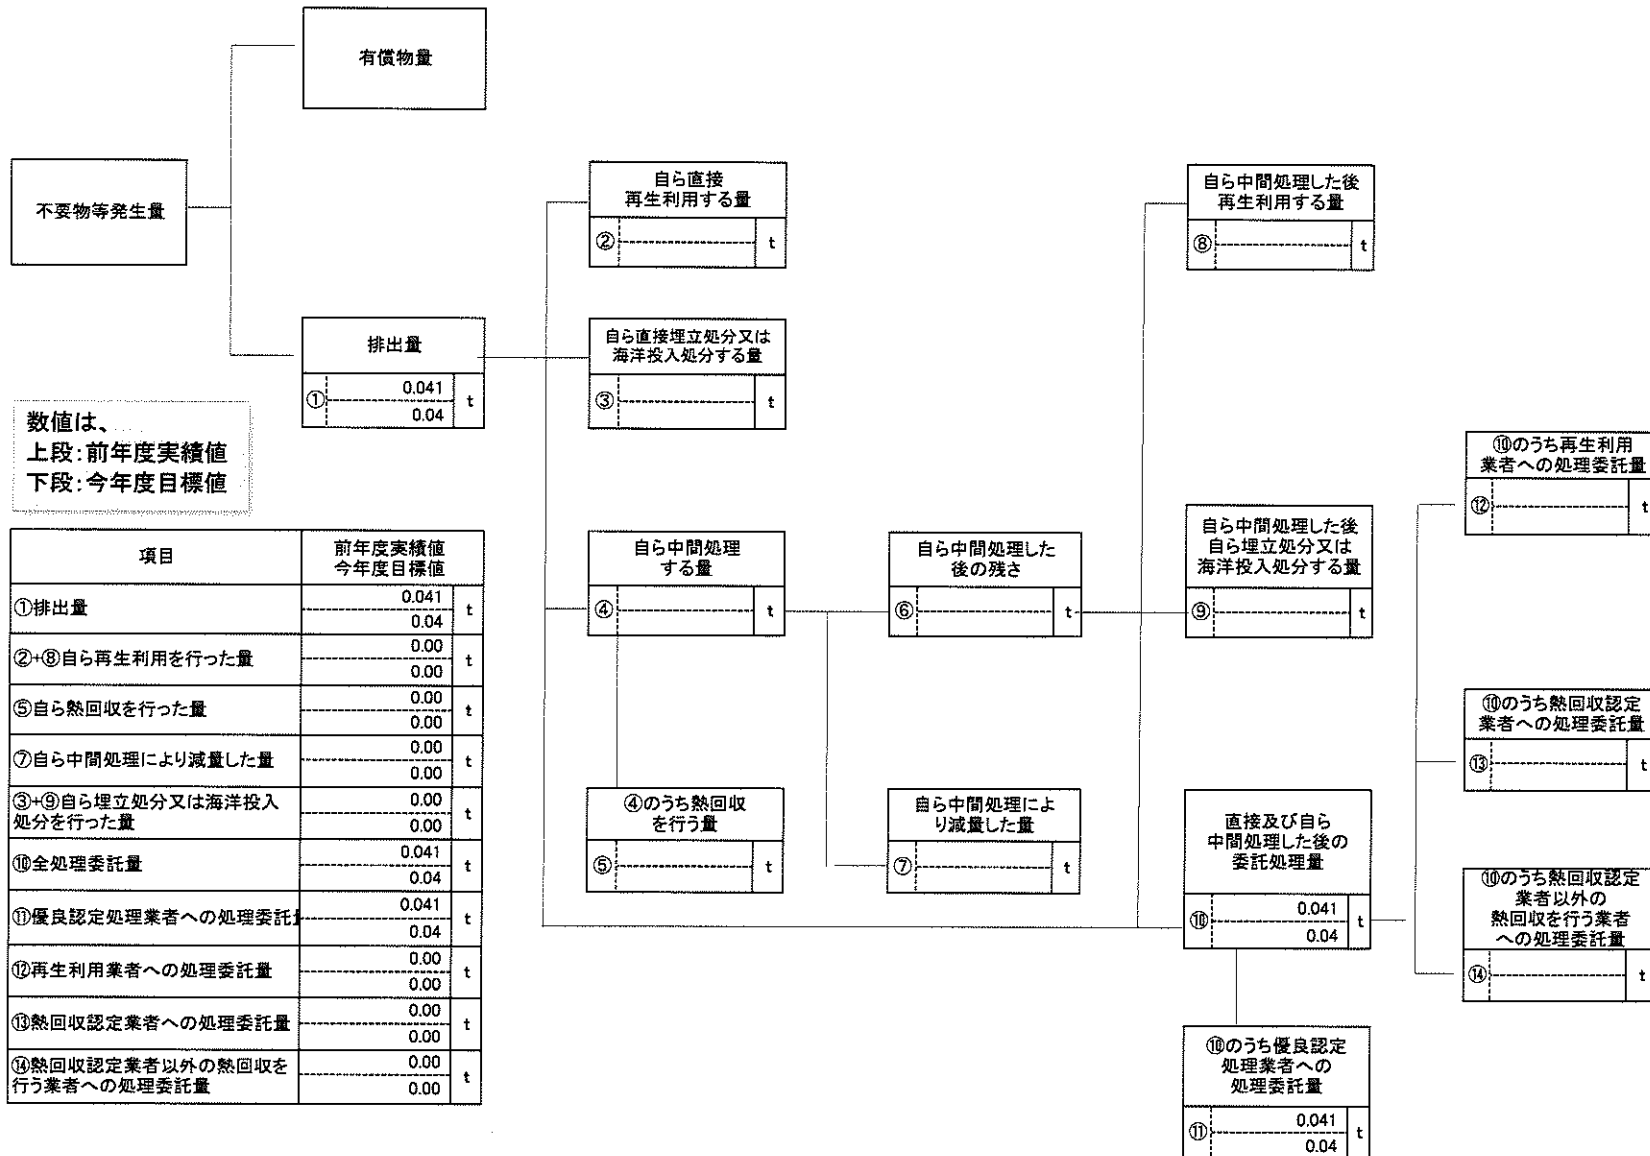 有償物量
不要物等発生量
排出量
①
0.041
0.04
t
自ら直接
再生利用する量
②
t
自ら直接埋立処分又は
海洋投入処分する量
③
t
自ら中間処理した後
再生利用する量
⑧
t
数値は、
上段:前年度実績値
下段:今年度目標値
自ら中間処理
する量
④
t
自ら中間処理した
後の残さ
⑥
t
自ら中間処理した後
自ら埋立処分又は
海洋投入処分する量
⑨
t
⑩のうち再生利用
業者への処理委託量
⑫
t
⑩のうち熱回収認定
業者への処理委託量
⑬
t
④のうち熱回収
を行う量
⑤
t
自ら中間処理によ
り減量した量
⑦
t
直接及び自ら
中間処理した後の
委託処理量
⑩
0.041
0.04
t
⑩のうち熱回収認定
業者以外の
熱回収を行う業者
への処理委託量
⑭
t
⑩のうち優良認定
処理業者への
処理委託量
⑪
0.041
0.04
t
項目
前年度実績値
今年度目標値
①排出量
0.041
0.04
t
②+⑧自ら再生利用を行った量
0.00
0.00
t
⑤自ら熱回収を行った量
0.00
0.00
t
⑦自ら中間処理により減量した量
0.00
0.00
t
③+⑨自ら埋立処分又は海洋投入
処分を行った量
0.00
0.00
t
⑩全処理委託量
0.041
0.04
t
⑪優良認定処理業者への処理委託
0.041
0.04
t
⑫再生利用業者への処理委託量
0.00
0.00
t
⑬熱回収認定業者への処理委託量
0.00
0.00
t
⑭熱回収認定業者以外の熱回収を
行う業者への処理委託量
0.00
0.00
t